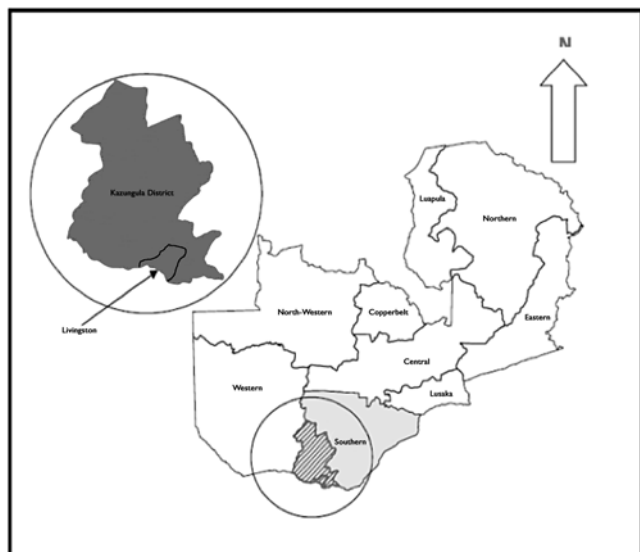 N
Kazungula District
Luapula
Northern
North-Western
Copperbelt
Eastern
Livingston
Central
Western
Lusaka
Southern